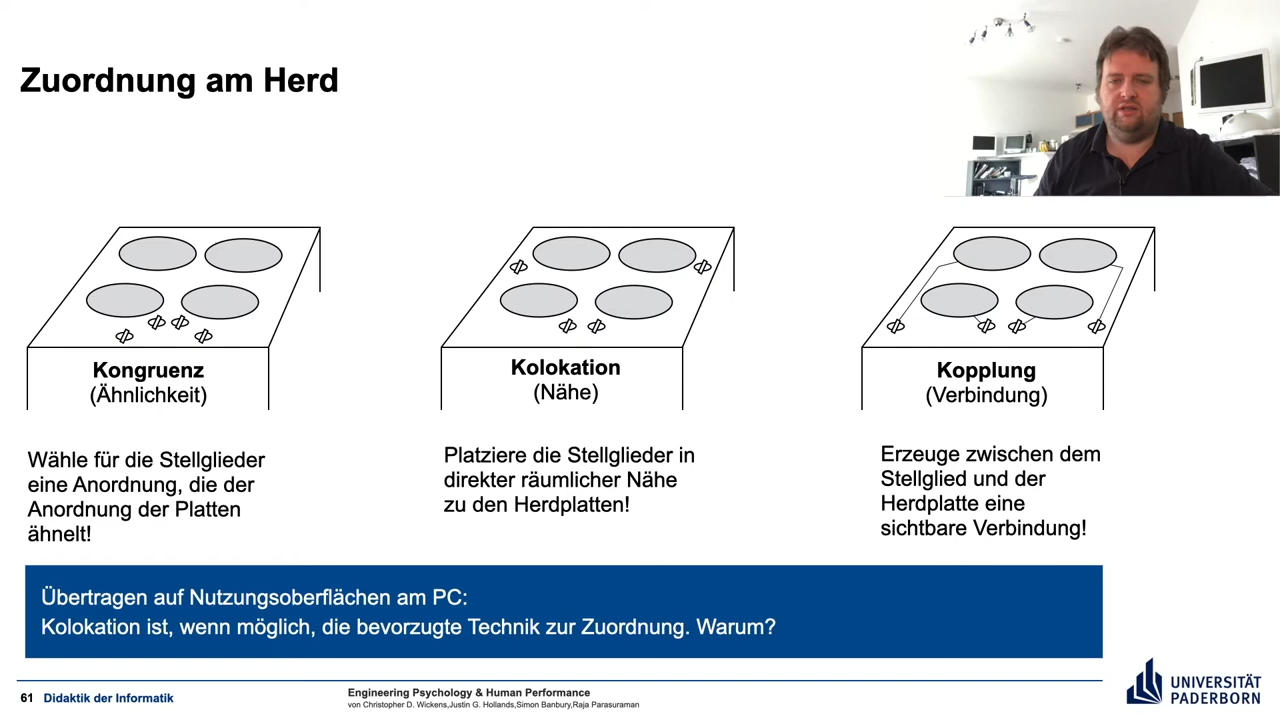 Zuordnung am Herd
Kongruenz
(Ähnlichkeit)
Kolokation
(Nähe)
Kopplung
(Verbindung)
Wähle für die Stellglieder
eine Anordnung, die der
Anordnung der Platten
ähnelt!
Platziere die Stellglieder in
direkter räumlicher Nähe
zu den Herdplatten!
Erzeuge zwischen dem
Stellglied und der
Herdplatte eine
sichtbare Verbindung!
Übertragen auf Nutzungsoberflächen am PC:
Kolokation ist, wenn möglich, die bevorzugte Technik zur Zuordnung. Warum?
61 Didaktik der Informatik
Engineering Psychology & Human Performance
von Christopher D. Wickens,Justin G. Hollands,Simon Banbury,Raja Parasuraman
UNIVERSITÄT
PADERBORN